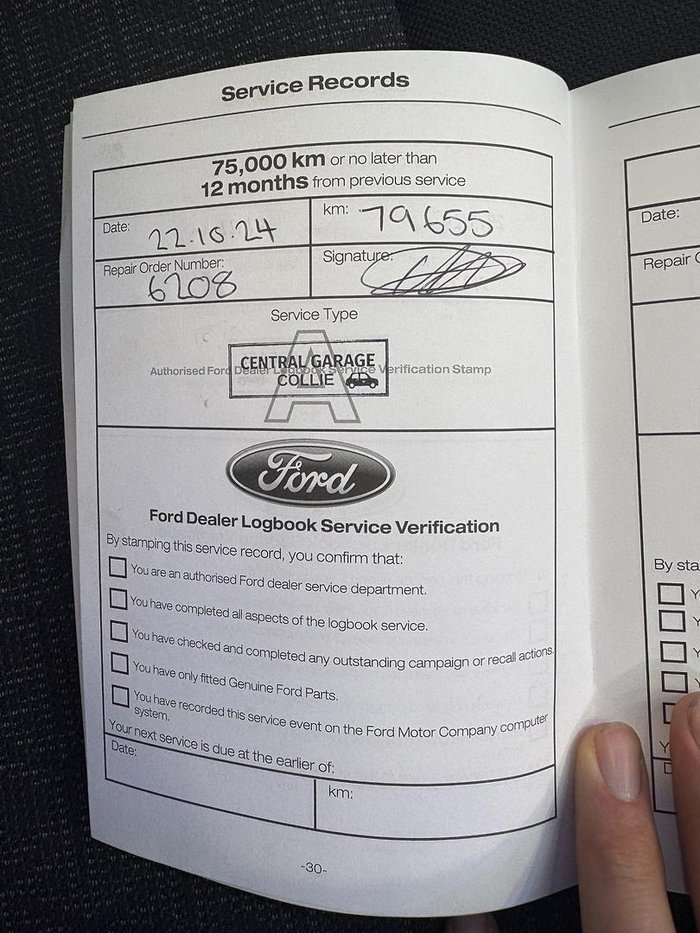 Service Records
75,000 km or no later than
12 months from previous service
Date: 22.10.24
km: 79655
Repair Order Number: 6208
Signature:
Service Type
A
Authorised Ford Dealer Logbook Service Verification Stamp
CENTRAL GARAGE
COLLIE
Ford
Ford Dealer Logbook Service Verification
By stamping this service record, you confirm that:
You are an authorised Ford dealer service department.
You have completed all aspects of the logbook service.
You have checked and completed any outstanding campaign or recall actions.
You have only fitted Genuine Ford Parts.
You have recorded this service event on the Ford Motor Company computer
system.
Your next service is due at the earlier of:
Date:
km:
-30-
Date:
Repair
By sta
Y
Y
Y
Y